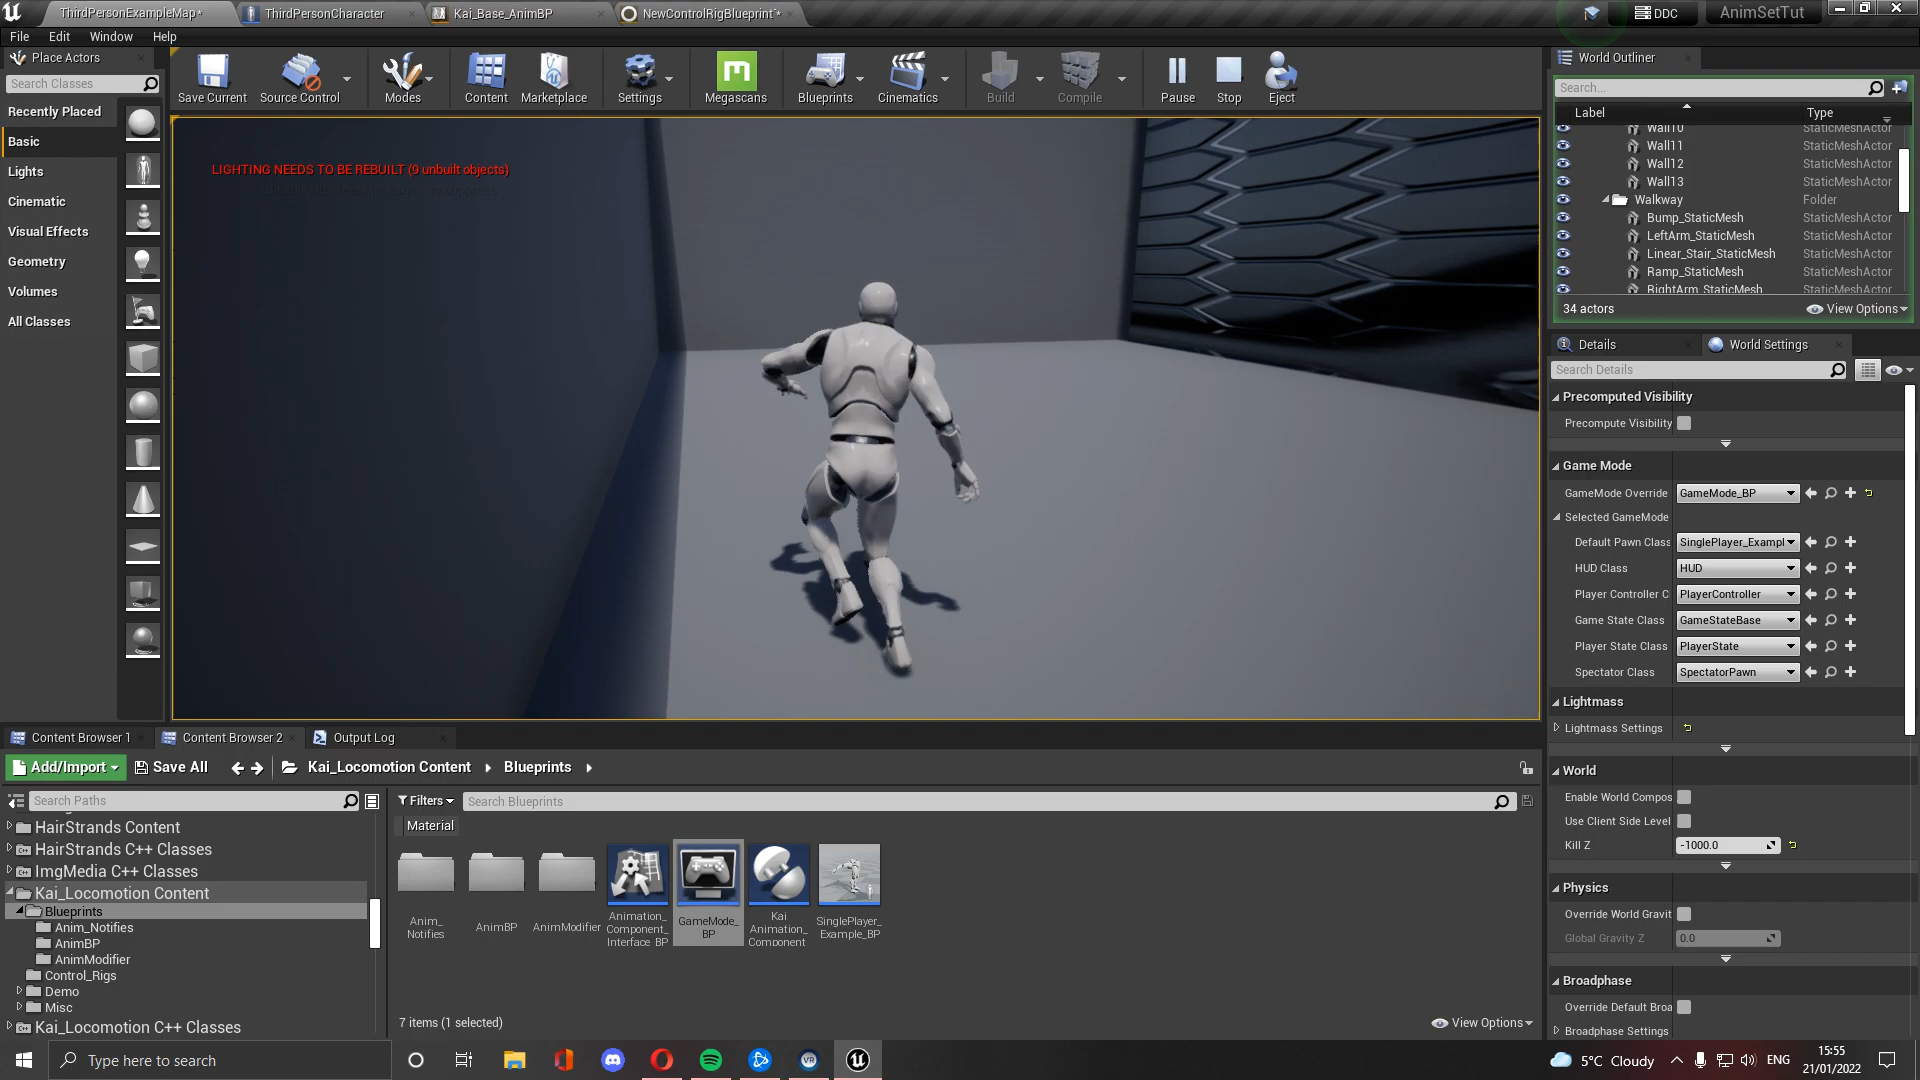 ThirdPersonExampleMap*
ThirdPersonCharacter
Kai_Base_AnimBP
NewControlRigBlueprint*
DDC
AnimSetTut
File Edit Window Help
Place Actors
Search Classes
Recently Placed
Basic
Lights
Cinematic
Visual Effects
Geometry
Volumes
All Classes
Save Current
Source Control
Modes
Content
Marketplace
Settings
Megascans
Blueprints
Cinematics
Build
Compile
Pause
Stop
Eject
LIGHTING NEEDS TO BE REBUILT (9 unbuilt objects)
World Outliner
Search...
Label Type
Wall10 StaticMeshActor
Wall11 StaticMeshActor
Wall12 StaticMeshActor
Wall13 StaticMeshActor
Walkway Folder
Bump_StaticMesh StaticMeshActor
LeftArm_StaticMesh StaticMeshActor
Linear_Stair_StaticMesh StaticMeshActor
Ramp_StaticMesh StaticMeshActor
RightArm_StaticMesh StaticMeshActor
34 actors View Options
Details World Settings
Search Details
Precomputed Visibility
Precompute Visibility
Game Mode
GameMode Override GameMode_BP
Selected GameMode
Default Pawn Class SinglePlayer_Exampl
HUD Class HUD
Player Controller C PlayerController
Game State Class GameStateBase
Player State Class PlayerState
Spectator Class SpectatorPawn
Lightmass
Lightmass Settings
World
Enable World Compos
Use Client Side Level
Kill Z -1000.0
Physics
Override World Gravit
Global Gravity Z 0.0
Broadphase
Override Default Broa
Broadphase Settings
Content Browser 1
Content Browser 2
Output Log
Add/Import Save All Kai_Locomotion Content Blueprints
Search Paths
Filters Search Blueprints
Material
HairStrands Content
HairStrands C++ Classes
ImgMedia C++ Classes
Kai_Locomotion Content
Blueprints
Anim_Notifies
AnimBP
AnimModifier
Control_Rigs
Demo
Misc
Kai_Locomotion C++ Classes
Anim_
Notifies
AnimBP
AnimModifier
Animation_
Component_
Interface_BP
GameMode_
BP
Kai
Animation_
Component
SinglePlayer_
Example_BP
7 items (1 selected)
View Options
Type here to search
VR
5°C Cloudy
ENG
15:55
21/01/2022